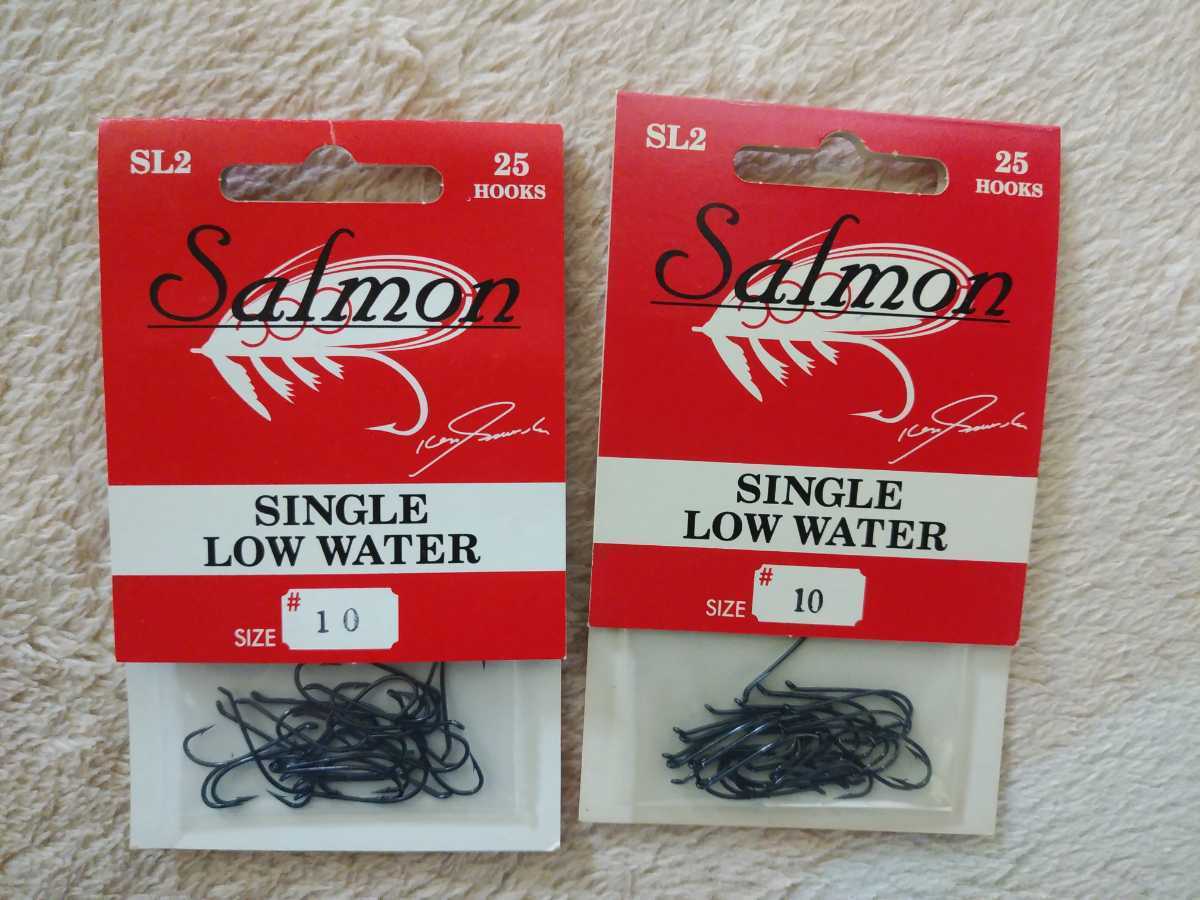 SL2
25
HOOKS
Salmon
SINGLE
LOW WATER
SIZE # 10
SL2
25
HOOKS
Salmon
SINGLE
LOW WATER
SIZE # 10